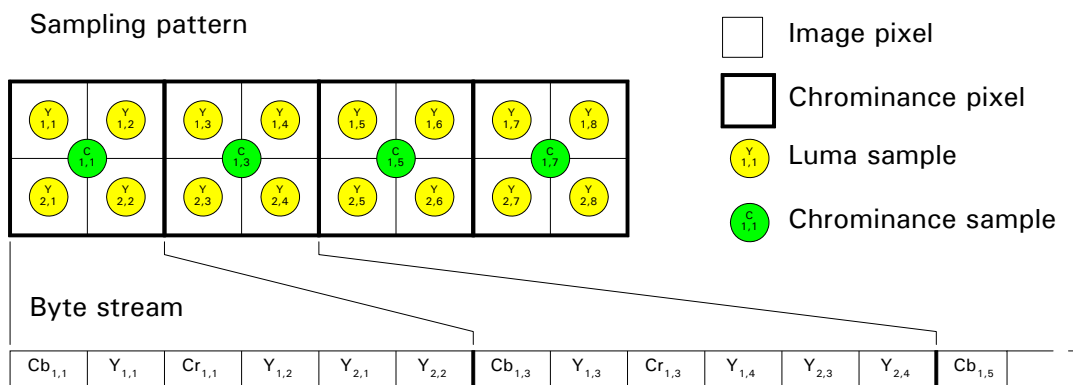 Sampling pattern
Image pixel
Chrominance pixel
Luma sample
Chrominance sample
Y 1,1
Y 1,2
Y 1,3
Y 1,4
Y 1,5
Y 1,6
Y 1,7
Y 1,8
C 1,1
C 1,3
C 1,5
C 1,7
Y 2,1
Y 2,2
Y 2,3
Y 2,4
Y 2,5
Y 2,6
Y 2,7
Y 2,8
Y 1,1
C 1,1
Byte stream
Cb1,1 Y1,1 Cr1,1 Y1,2 Y2,1 Y2,2 Cb1,3 Y1,3 Cr1,3 Y1,4 Y2,3 Y2,4 Cb1,5